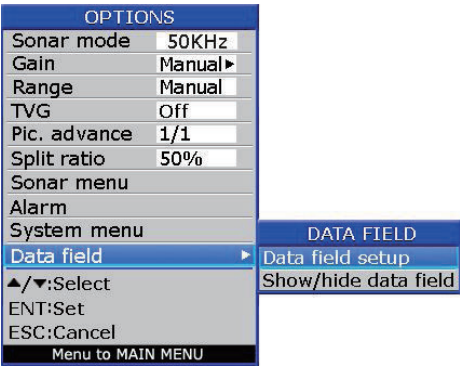 OPTIONS
Sonar mode 50KHz
Gain Manual►
Range Manual
TVG Off
Pic. advance 1/1
Split ratio 50%
Sonar menu
Alarm
System menu
Data field ►
▲/▼:Select
ENT:Set
ESC:Cancel
Menu to MAIN MENU
DATA FIELD
Data field setup
Show/hide data field